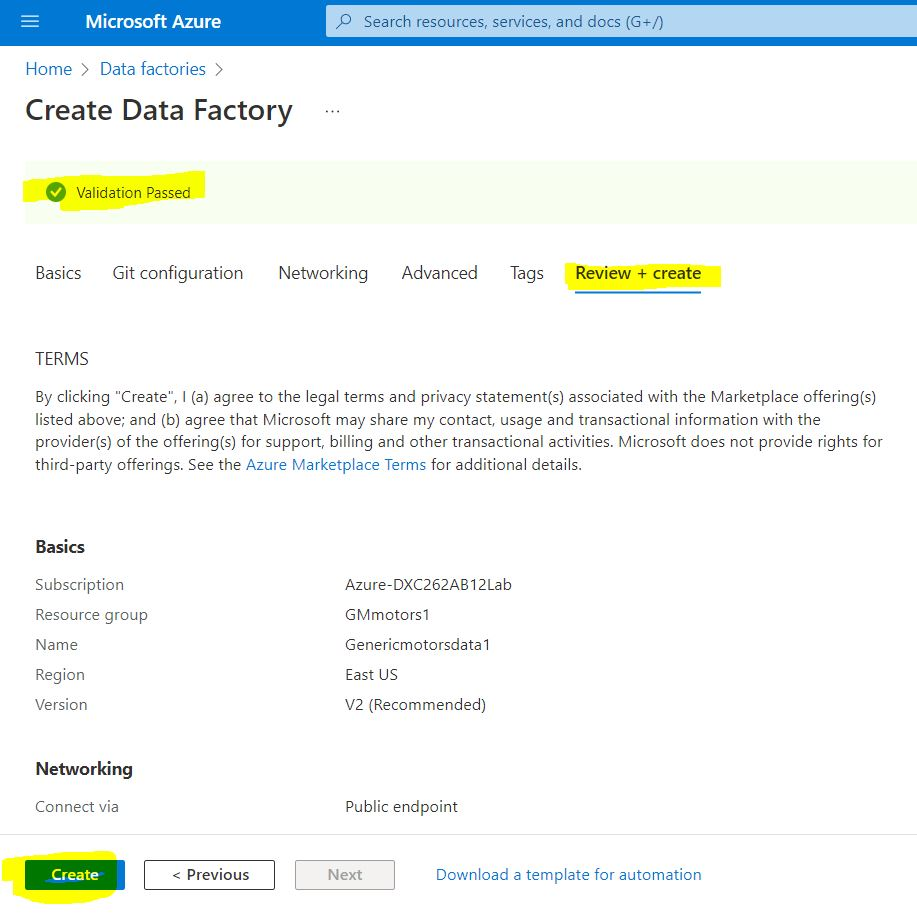 Microsoft Azure
Search resources, services, and docs (G+/)
Home > Data factories >
Create Data Factory ...
Validation Passed
Basics Git configuration Networking Advanced Tags Review + create
TERMS
By clicking "Create", I (a) agree to the legal terms and privacy statement(s) associated with the Marketplace offering(s)
listed above; and (b) agree that Microsoft may share my contact, usage and transactional information with the
provider(s) of the offering(s) for support, billing and other transactional activities. Microsoft does not provide rights for
third-party offerings. See the Azure Marketplace Terms for additional details.
Basics
Subscription Azure-DXC262AB12Lab
Resource group GMmotors1
Name Genericmotorsdata1
Region East US
Version V2 (Recommended)
Networking
Connect via Public endpoint
Create < Previous Next Download a template for automation